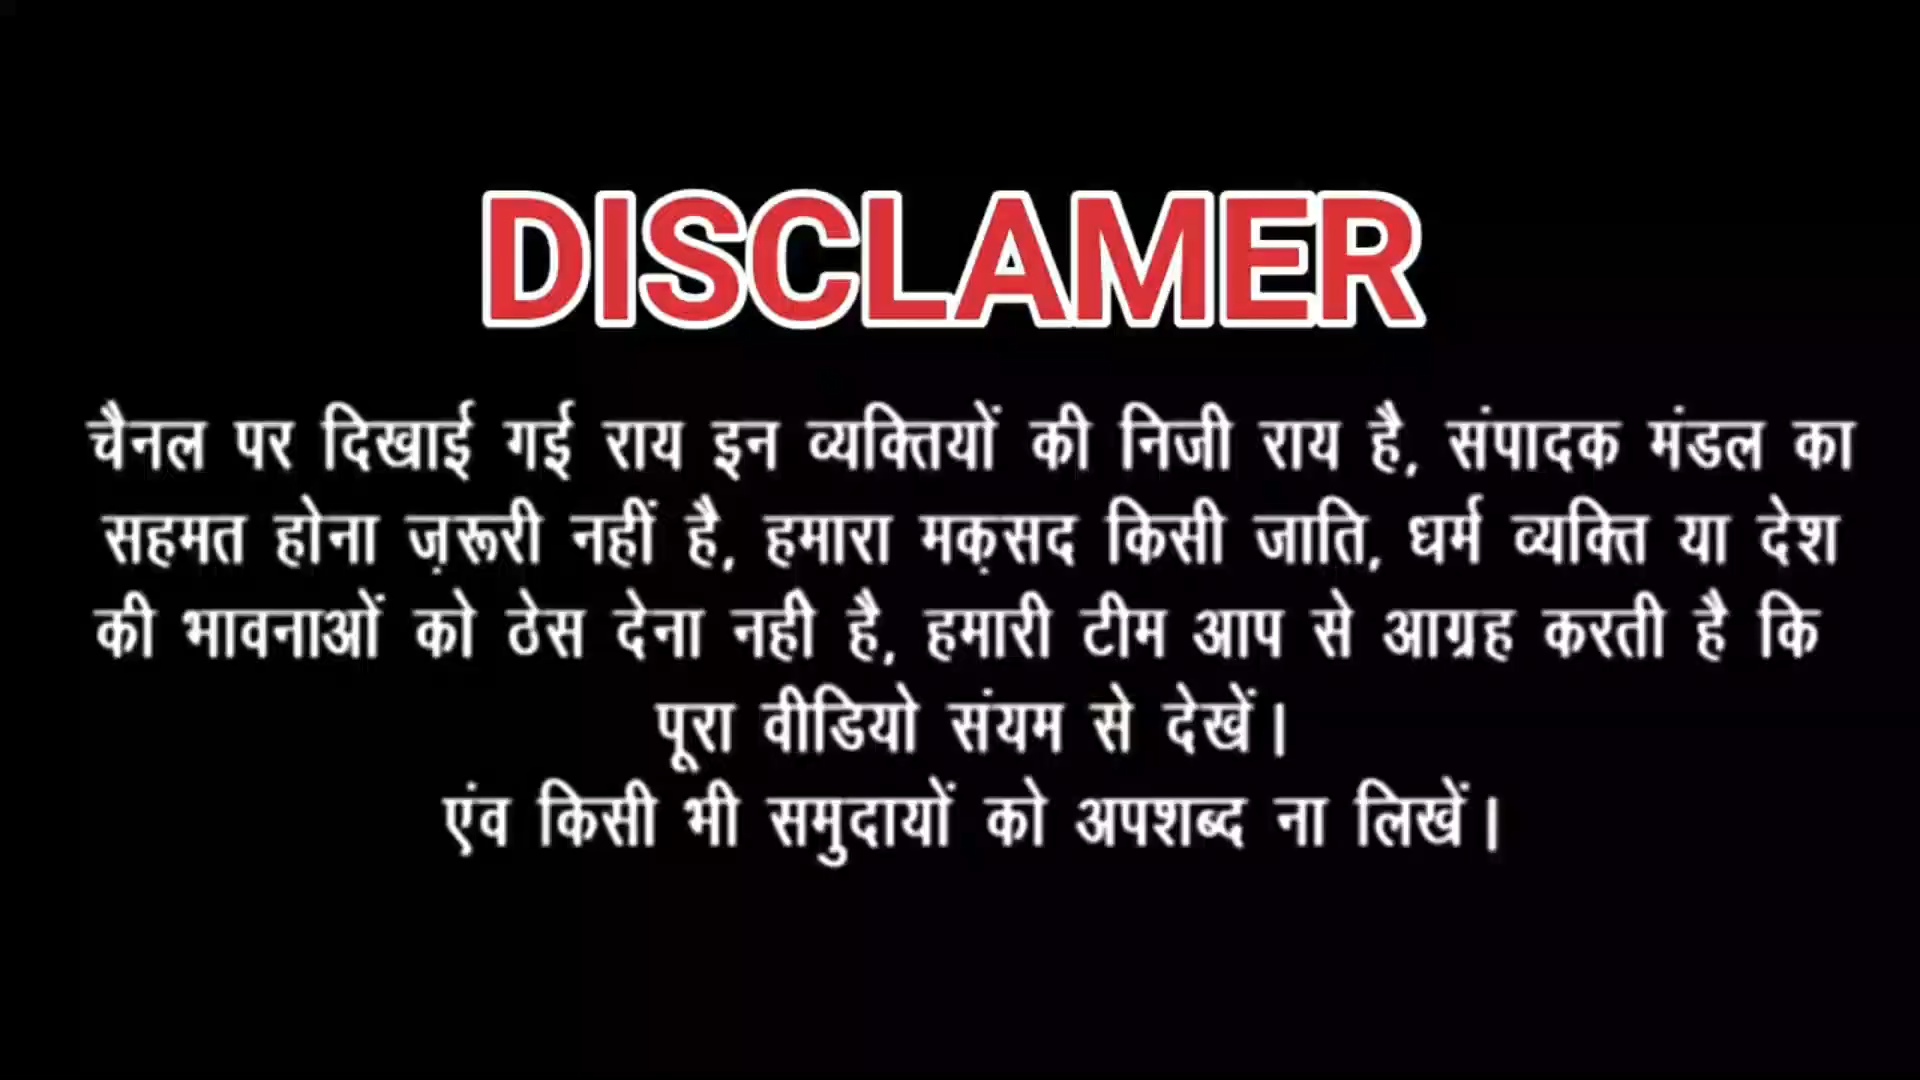 DISCLAMER
चैनल पर दिखाई गई राय इन व्यक्तियों की निजी राय है, संपादक मंडल का
सहमत होना ज़रूरी नहीं है, हमारा मक़सद किसी जाति, धर्म व्यक्ति या देश
की भावनाओं को ठेस देना नही है, हमारी टीम आप से आग्रह करती है कि
पूरा वीडियो संयम से देखें।
एंव किसी भी समुदायों को अपशब्द ना लिखें।